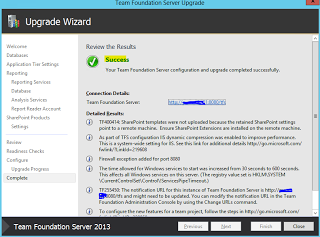 Team Foundation Server Upgrade
Upgrade Wizard
Welcome
Databases
Application Tier Settings
Reporting
Reporting Services
Database
Analysis Services
Report Reader Account
SharePoint Products
Settings
Review
Readiness Checks
Configure
Upgrade Progress
Complete
Review the Results
Success
Your Team Foundation Server configuration and upgrade completed successfully.
Connection Details:
Team Foundation Server:
http://
:8080/tfs
Detailed Results:
TF400414: SharePoint templates were not uploaded because the retained SharePoint settings
point to a remote machine. Ensure SharePoint Extensions are installed on the remote machine.
As part of TFS configuration IIS dynamic compression was enabled to improve performance.
This is a system-wide setting for IIS. See this link for additional details http://go.microsoft.com/
fwlink/?LinkId=
Firewall exception added for port 8080
The time allowed for Windows services to start was increased from 30 seconds to 600 seconds.
This affects all Windows services on this server. (The registry value set is HKLM\SYSTEM
\CurrentControlSet\Control\ServicesPipeTimeout.)
TF255450: The notification URL for this instance of Team Foundation Server is http://
:8080/tfs and might need to be updated. You can modify the notification URL in the
Team Foundation Administration Console by using the Change URLs command.
To configure the new features for a team project, follow the steps in http://go.microsoft.com/
Team Foundation Server 2013
Previous
Next
Finish
Close